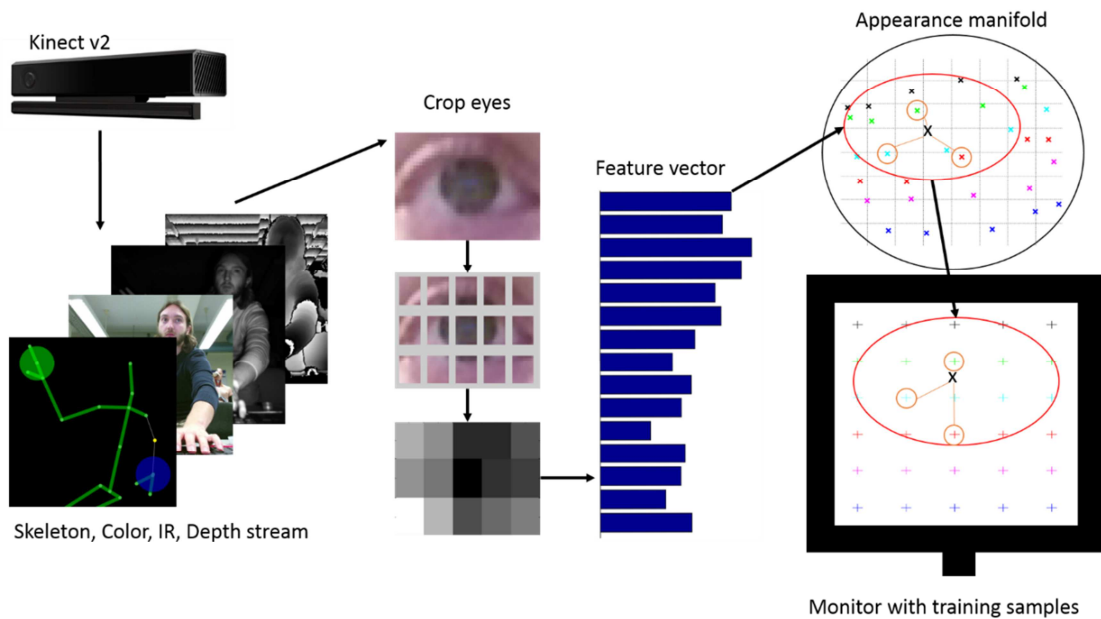 Appearance manifold
Kinect v2
Crop eyes
Feature vector
X
X
Skeleton, Color, IR, Depth stream
Monitor with training samples